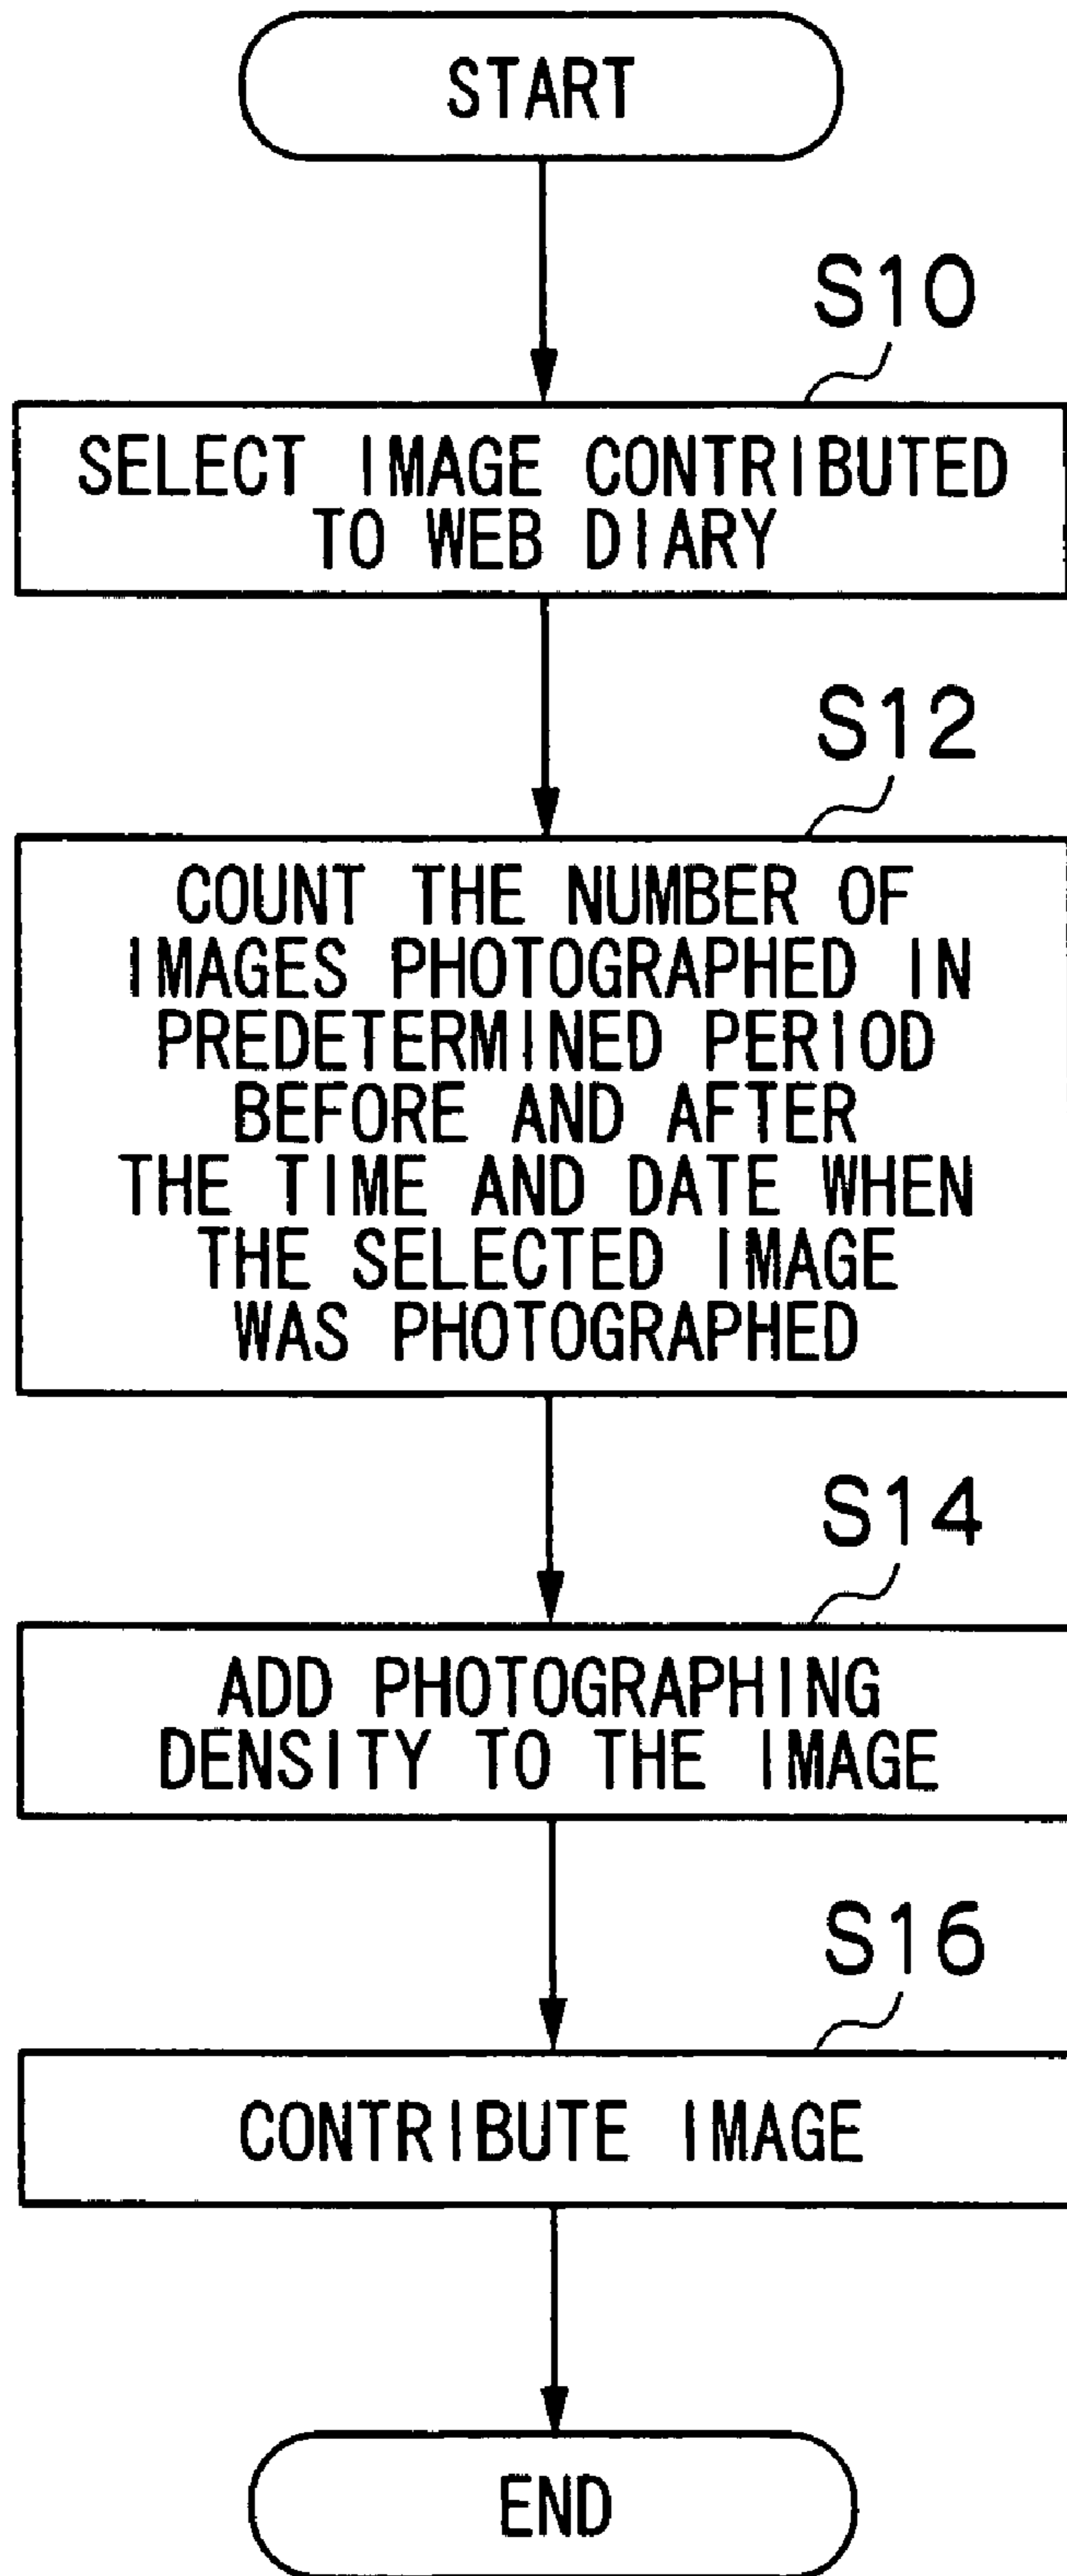 START
S10
SELECT IMAGE CONTRIBUTED
TO WEB DIARY
S12
COUNT THE NUMBER OF
IMAGES PHOTOGRAPHED IN
PREDETERMINED PERIOD
BEFORE AND AFTER
THE TIME AND DATE WHEN
THE SELECTED IMAGE
WAS PHOTOGRAPHED
S14
ADD PHOTOGRAPHING
DENSITY TO THE IMAGE
S16
CONTRIBUTE IMAGE
END